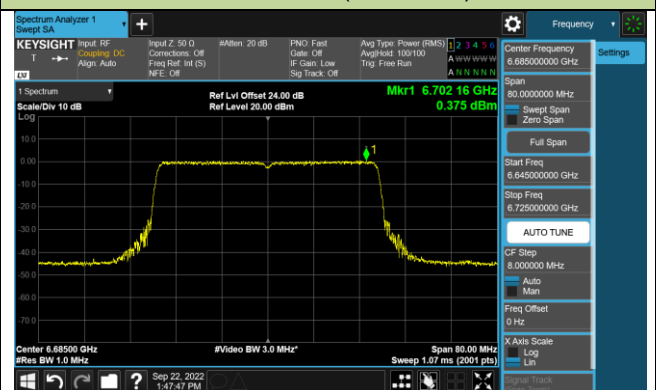 Spectrum Analyzer 1
Swept SA
+
Frequency
KEYSIGHT
Input: RF
Coupling: DC
Align: Auto
Input Z: 50 Ω
Corrections: Off
Freq Ref: Int (S)
NFE: Off
#Atten: 20 dB
PNO: Fast
Gate: Off
IF Gain: Low
Sig Track: Off
Avg Type: Power (RMS)
Avg|Hold: 100/100
Trig: Free Run
1 2 3 4 5 6
A W W W W W
A N N N N N
T
LXI
1 Spectrum
Scale/Div 10 dB
Log
Ref Lvl Offset 24.00 dB
Ref Level 20.00 dBm
Mkr1 6.702 16 GHz
0.375 dBm
1
10.0
0.00
-10.0
-20.0
-30.0
-40.0
-50.0
-60.0
-70.0
Center 6.68500 GHz
#Res BW 1.0 MHz
#Video BW 3.0 MHz*
Span 80.00 MHz
Sweep 1.07 ms (2001 pts)
Center Frequency
6.685000000 GHz
Settings
Span
80.0000000 MHz
Swept Span
Zero Span
Full Span
Start Freq
6.645000000 GHz
Stop Freq
6.725000000 GHz
AUTO TUNE
CF Step
8.000000 MHz
Auto
Man
Freq Offset
0 Hz
X Axis Scale
Log
Lin
Signal Track
?
Sep 22, 2022
1:47:47 PM